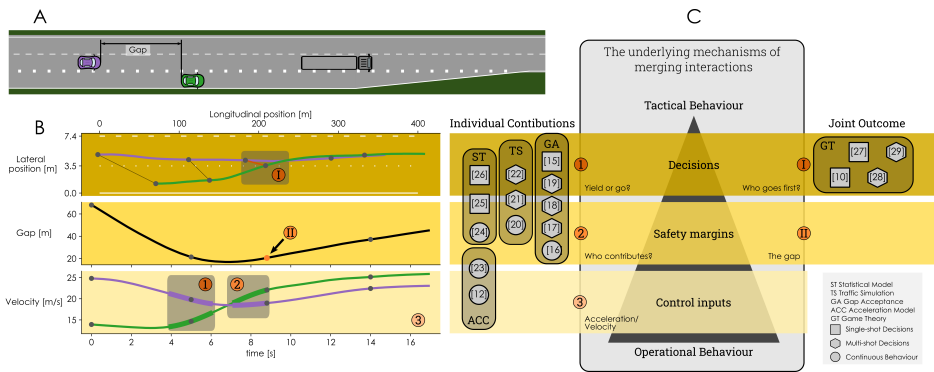 A
Gap
B
Longitudinal position [m]
0
100
200
300
400
7.4
3.5
0.0
Lateral
position [m]
I
60
40
20
Gap [m]
II
25
20
15
Velocity [m/s]
1
2
3
0
2
4
6
8
10
12
14
16
time [s]
C
The underlying mechanisms of
merging interactions
Tactical Behaviour
Individual Contibutions
Joint Outcome
ST
[26]
[25]
[24]
TS
[22]
[21]
[20]
GA
[15]
[19]
[18]
[17]
[16]
[23]
[12]
ACC
1
Decisions
I
Yield or go?
Who goes first?
GT
[27]
[29]
[10]
[28]
2
Safety margins
II
Who contributes?
The gap
3
Control inputs
Acceleration/
Velocity
Operational Behaviour
ST Statistical Model
TS Traffic Simulation
GA Gap Acceptance
ACC Acceleration Model
GT Game Theory
Single-shot Decisions
Multi-shot Decisions
Continuous Behaviour